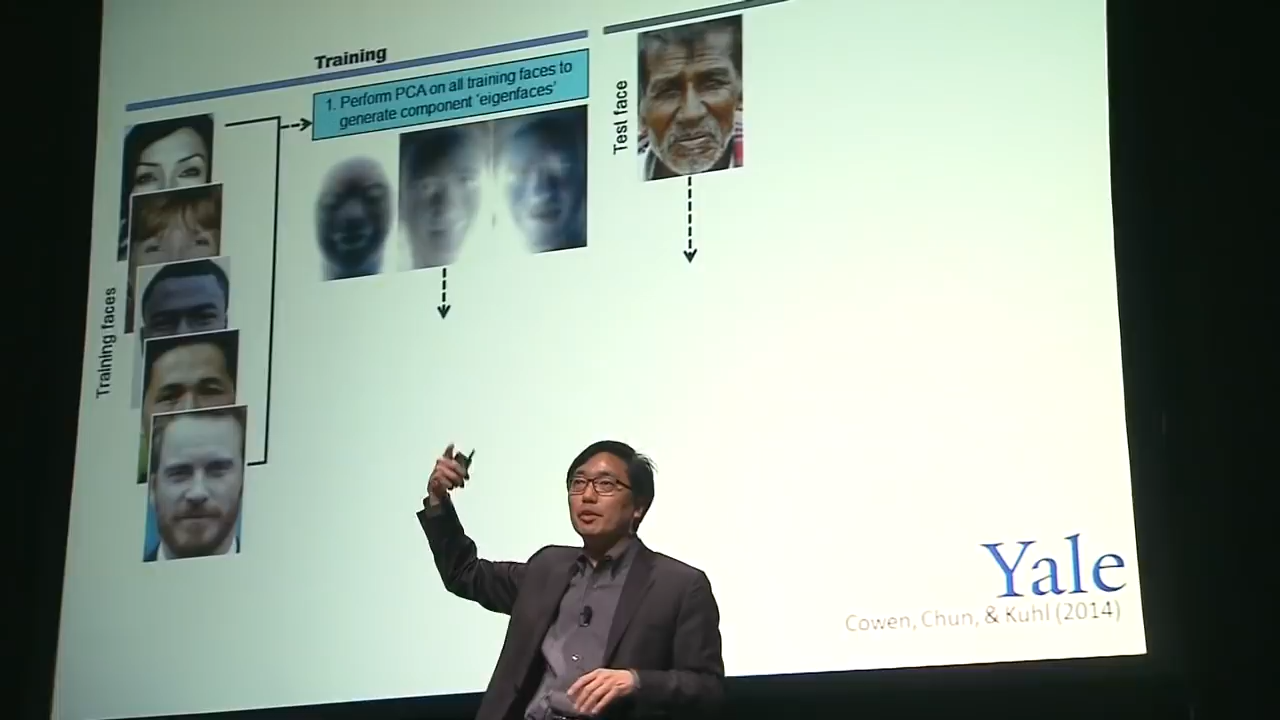 Training
1. Perform PCA on all training faces to
generate component 'eigenfaces'
Training faces
Test face
Yale
Cowen, Chun, & Kuhl (2014)